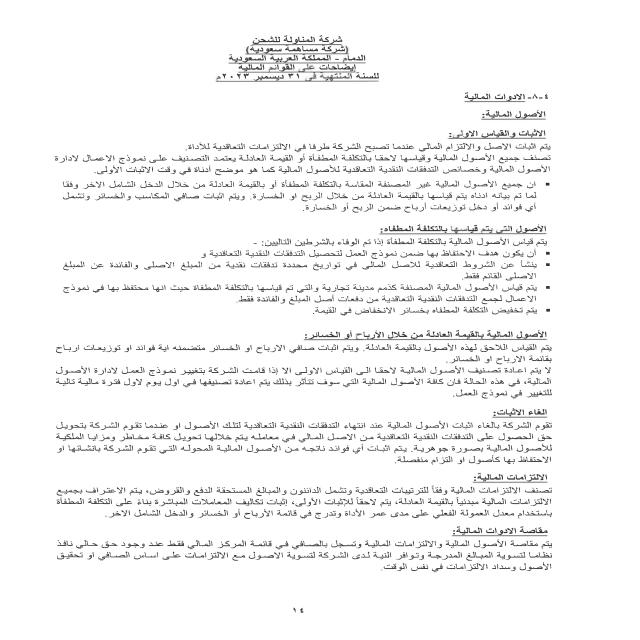 شركة المناولة للشحن
(شركة مساهمة سعودية)
الدمام - المملكة العربية السعودية
إيضاحات على القوائم المالية
للسنة المنتهية في ٣١ ديسمبر ٢٠٢٣م
٤-٨- الادوات المالية
الأصول المالية:
الاثبات والقياس الاولى:
يتم اثبات الاصل والالتزام المالي عندما تصبح الشركة طرفا في الالتزامات التعاقدية للأداة.
تصنف جميع الأصول المالية وقياسها لاحقا بالتكلفة المطفأة أو القيمة العادلة يعتمد التصنيف على نموذج الاعمال لادارة
الأصول المالية وخصائص التدفقات النقدية التعاقدية للأصول المالية كما هو موضح أدناة في وقت الاثبات الأولى.
▪ ان جميع الأصول المالية غير المصنفة المقاسة بالتكلفة المطفأة أو بالقيمة العادلة من خلال الدخل الشامل الاخر وفقا
لما تم بيانه ادناه يتم قياسها بالقيمة العادلة من خلال الربح او الخسارة. ويتم اثبات صافي المكاسب والخسائر وتشمل
أي فوائد أو دخل توزيعات أرباح ضمن الربح أو الخسارة.
الأصول التي يتم قياسها بالتكلفة المطفاه:
يتم قياس الأصول المالية بالتكلفة المطفأة إذا تم الوفاء بالشرطين التاليين: -
▪ أن يكون هدف الاحتفاظ بها ضمن نموذج العمل لتحصيل التدفقات النقدية التعاقدية و
▪ ينشأ عن الشروط التعاقدية للاصل المالى في تواريخ محددة تدفقات نقدية من المبلغ الاصلى والفائدة عن المبلغ
الاصلى القائم فقط.
▪ يتم قياس الأصول المالية المصنفة كذمم مدينة تجارية والتي تم قياسها بالتكلفة المطفأة حيث انها محتفظ بها في نموذج
الاعمال لجمع التدفقات النقدية التعاقدية من دفعات أصل المبلغ والفائدة فقط.
▪ يتم تخفيض التكلفة المطفاه بخسائر الانخفاض في القيمة.
الأصول المالية بالقيمة العادلة من خلال الأرباح أو الخسائر:
يتم القياس اللاحق لهذه الأصول بالقيمة العادلة. ويتم اثبات صافي الارباح او الخسائر متضمنه اية فوائد او توزيعات ارباح
بقائمة الارباح او الخسائر.
لا يتم اعادة تصنيف الأصول المالية لاحقا الى القياس الاولى الا إذا قامت الشركة بتغيير نموذج العمل لادارة الأصول
المالية، في هذه الحالة فان كافة الأصول المالية التي سوف تتأثر بذلك يتم اعادة تصنيفها في اول يوم لاول فترة مالية تالية
للتغيير في نموذج العمل.
الغاء الاثبات:
تقوم الشركة بالغاء اثبات الأصول المالية عند انتهاء التدفقات النقدية التعاقدية لتلك الأصول او عندما تقوم الشركة بتحويل
حق الحصول على التدفقات النقدية التعاقدية من الاصل المالي في معامله يتم خلالها تحويل كافة مخاطر ومزايا الملكية
للأصول المالية بصورة جوهرية. يتم اثبات أي فوائد ناتجه من الأصول المالية المحوله التي تقوم الشركة بانشائها او
الاحتفاظ بها كأصول او التزام منفصلة.
الالتزامات المالية:
تصنف الالتزامات المالية وفقاً للترتيبات التعاقدية وتشمل الدائنون والمبالغ المستحقة الدفع والقروض، يتم الاعتراف بجميع
الالتزامات المالية مبدئياً بالقيمة العادلة، يتم لاحقاً للإثبات الأولى، إثبات تكاليف المعاملات المباشرة بناءً على التكلفة المطفأة
باستخدام معدل العمولة الفعلي على مدى عمر الأداة وتدرج في قائمة الأرباح أو الخسائر والدخل الشامل الاخر.
مقاصة الادوات المالية:
يتم مقاصة الأصول المالية والالتزامات المالية وتسجل بالصافي في قائمة المركز المالي فقط عند وجود حق حالي نافذ
نظاما لتسوية المبالغ المدرجة وتوافر النية لدى الشركة لتسوية الاصول مع الالتزامات على اساس الصافي او تحقيق
الأصول وسداد الالتزامات في نفس الوقت.
١٤